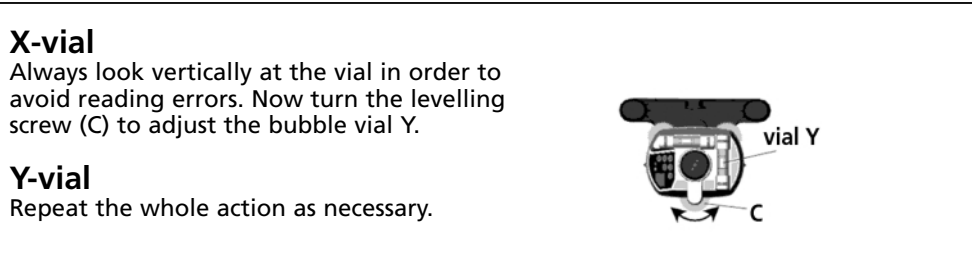 X-vial
Always look vertically at the vial in order to
avoid reading errors. Now turn the levelling
screw (C) to adjust the bubble vial Y.
Y-vial
Repeat the whole action as necessary.
vial Y
C